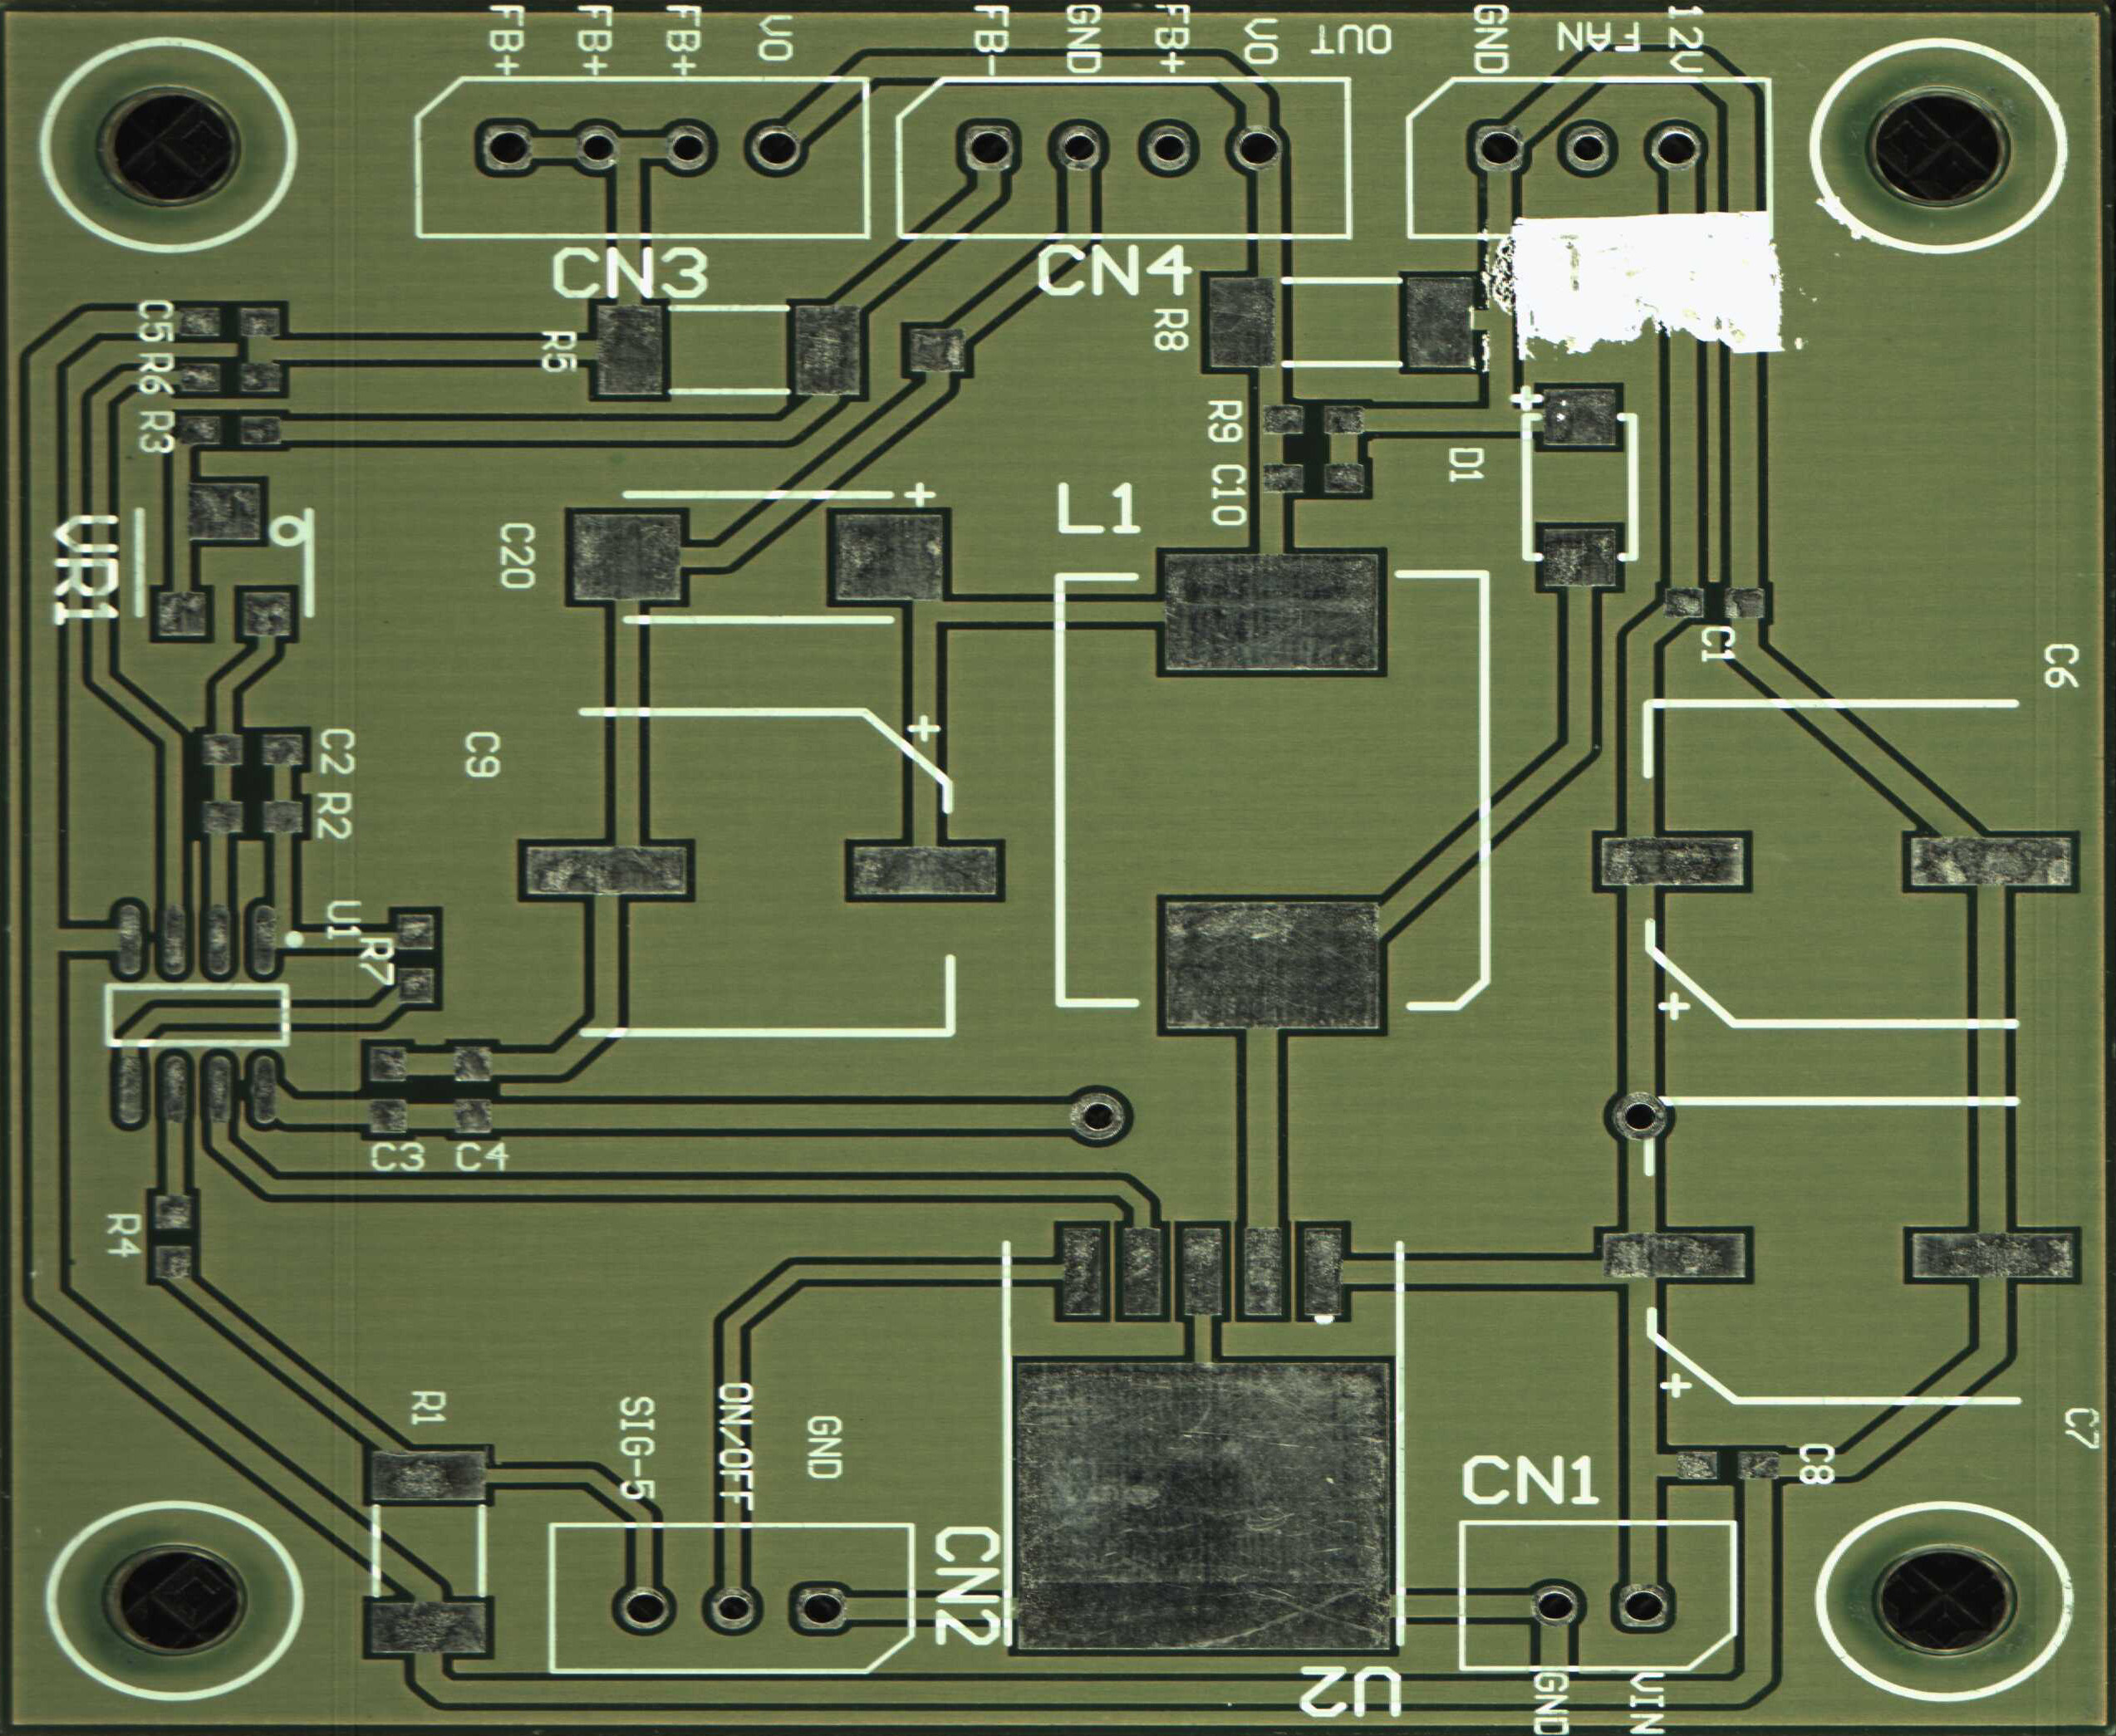 FB+
FB+
FB+
VO
FB-
GND
FB+
VO
OUT
GND
FAN
12V
CN3
CN4
C5
R6
R3
R5
R8
R9
C10
D1
L1
C20
VR1
C1
C6
C9
C2
R2
U1
R7
C3
C4
R4
R1
SIG-5
ON/OFF
GND
CN2
U2
CN1
C8
C7
GND
VIN